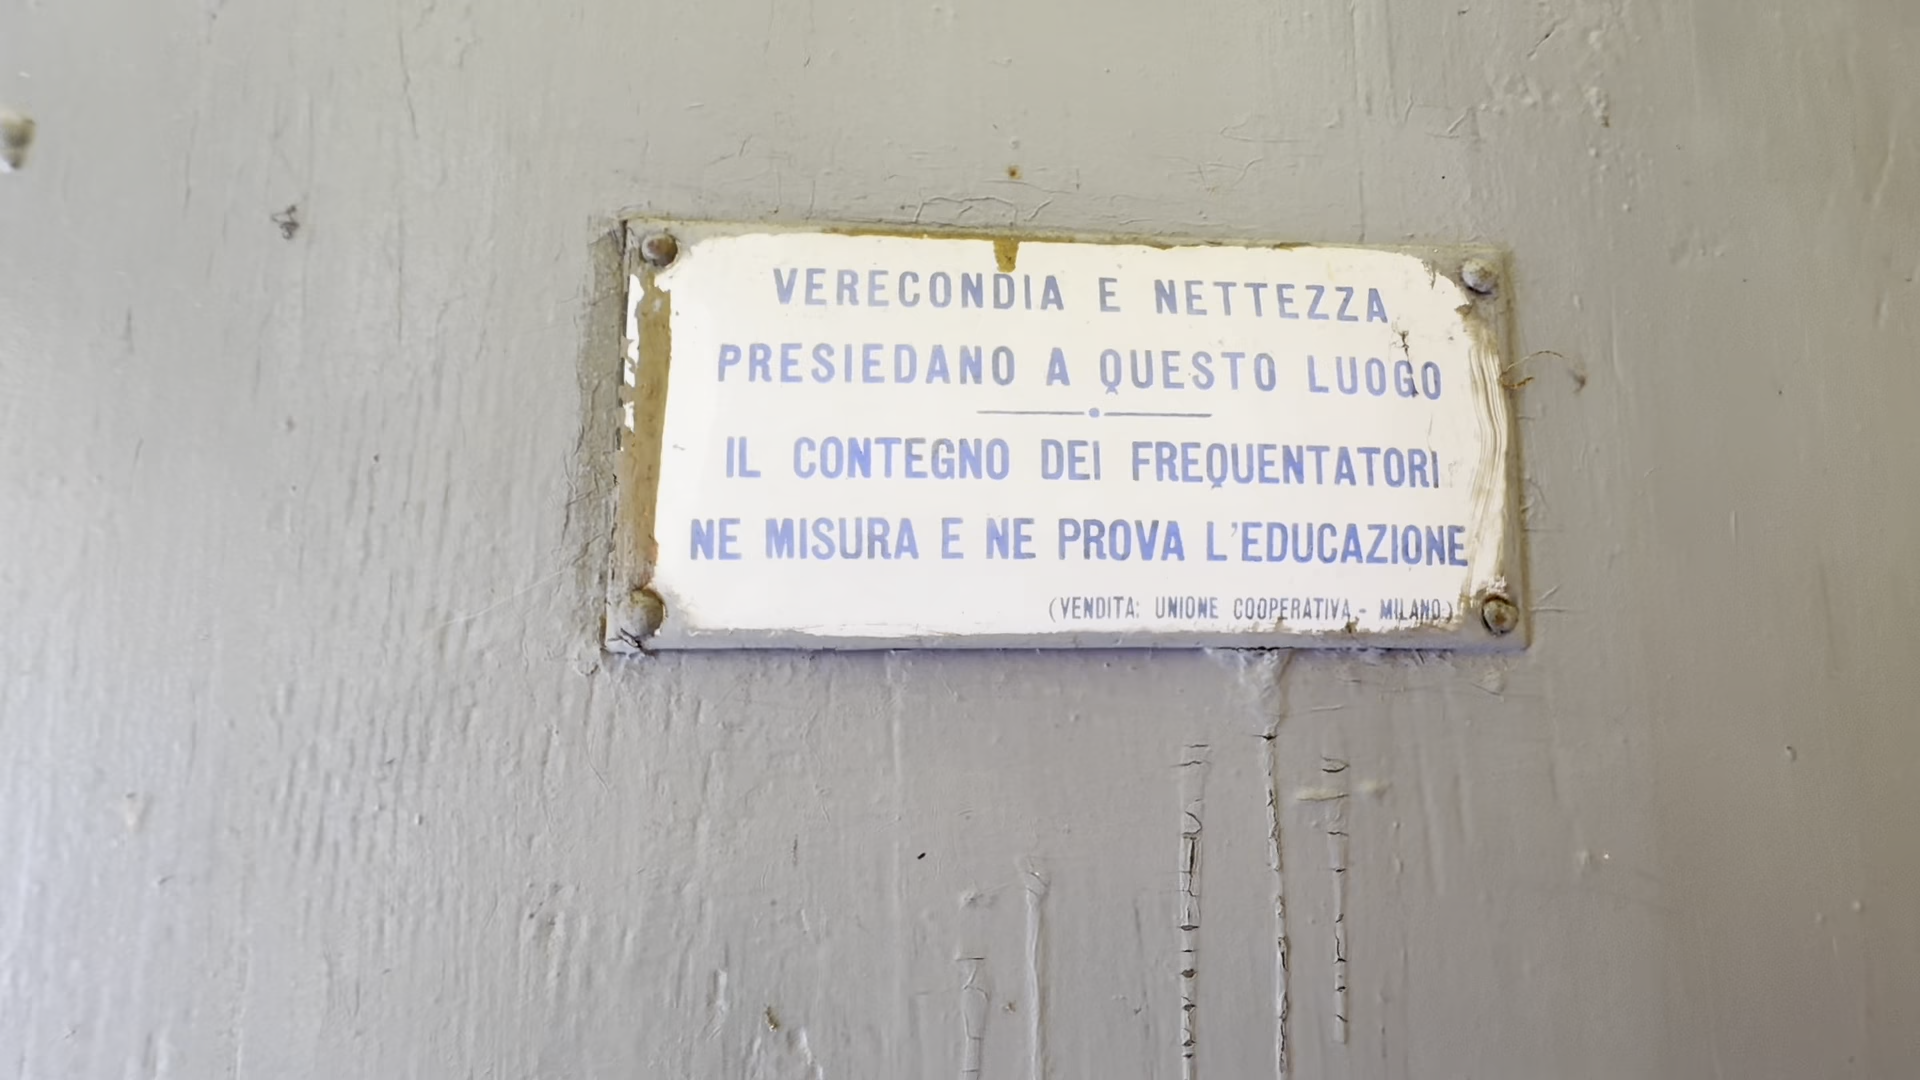 VERECONDIA E NETTEZZA
PRESIEDANO A QUESTO LUOGO
IL CONTEGNO DEI FREQUENTATORI
NE MISURA E NE PROVA L'EDUCAZIONE
(VENDITA: UNIONE COOPERATIVA - MILANO)